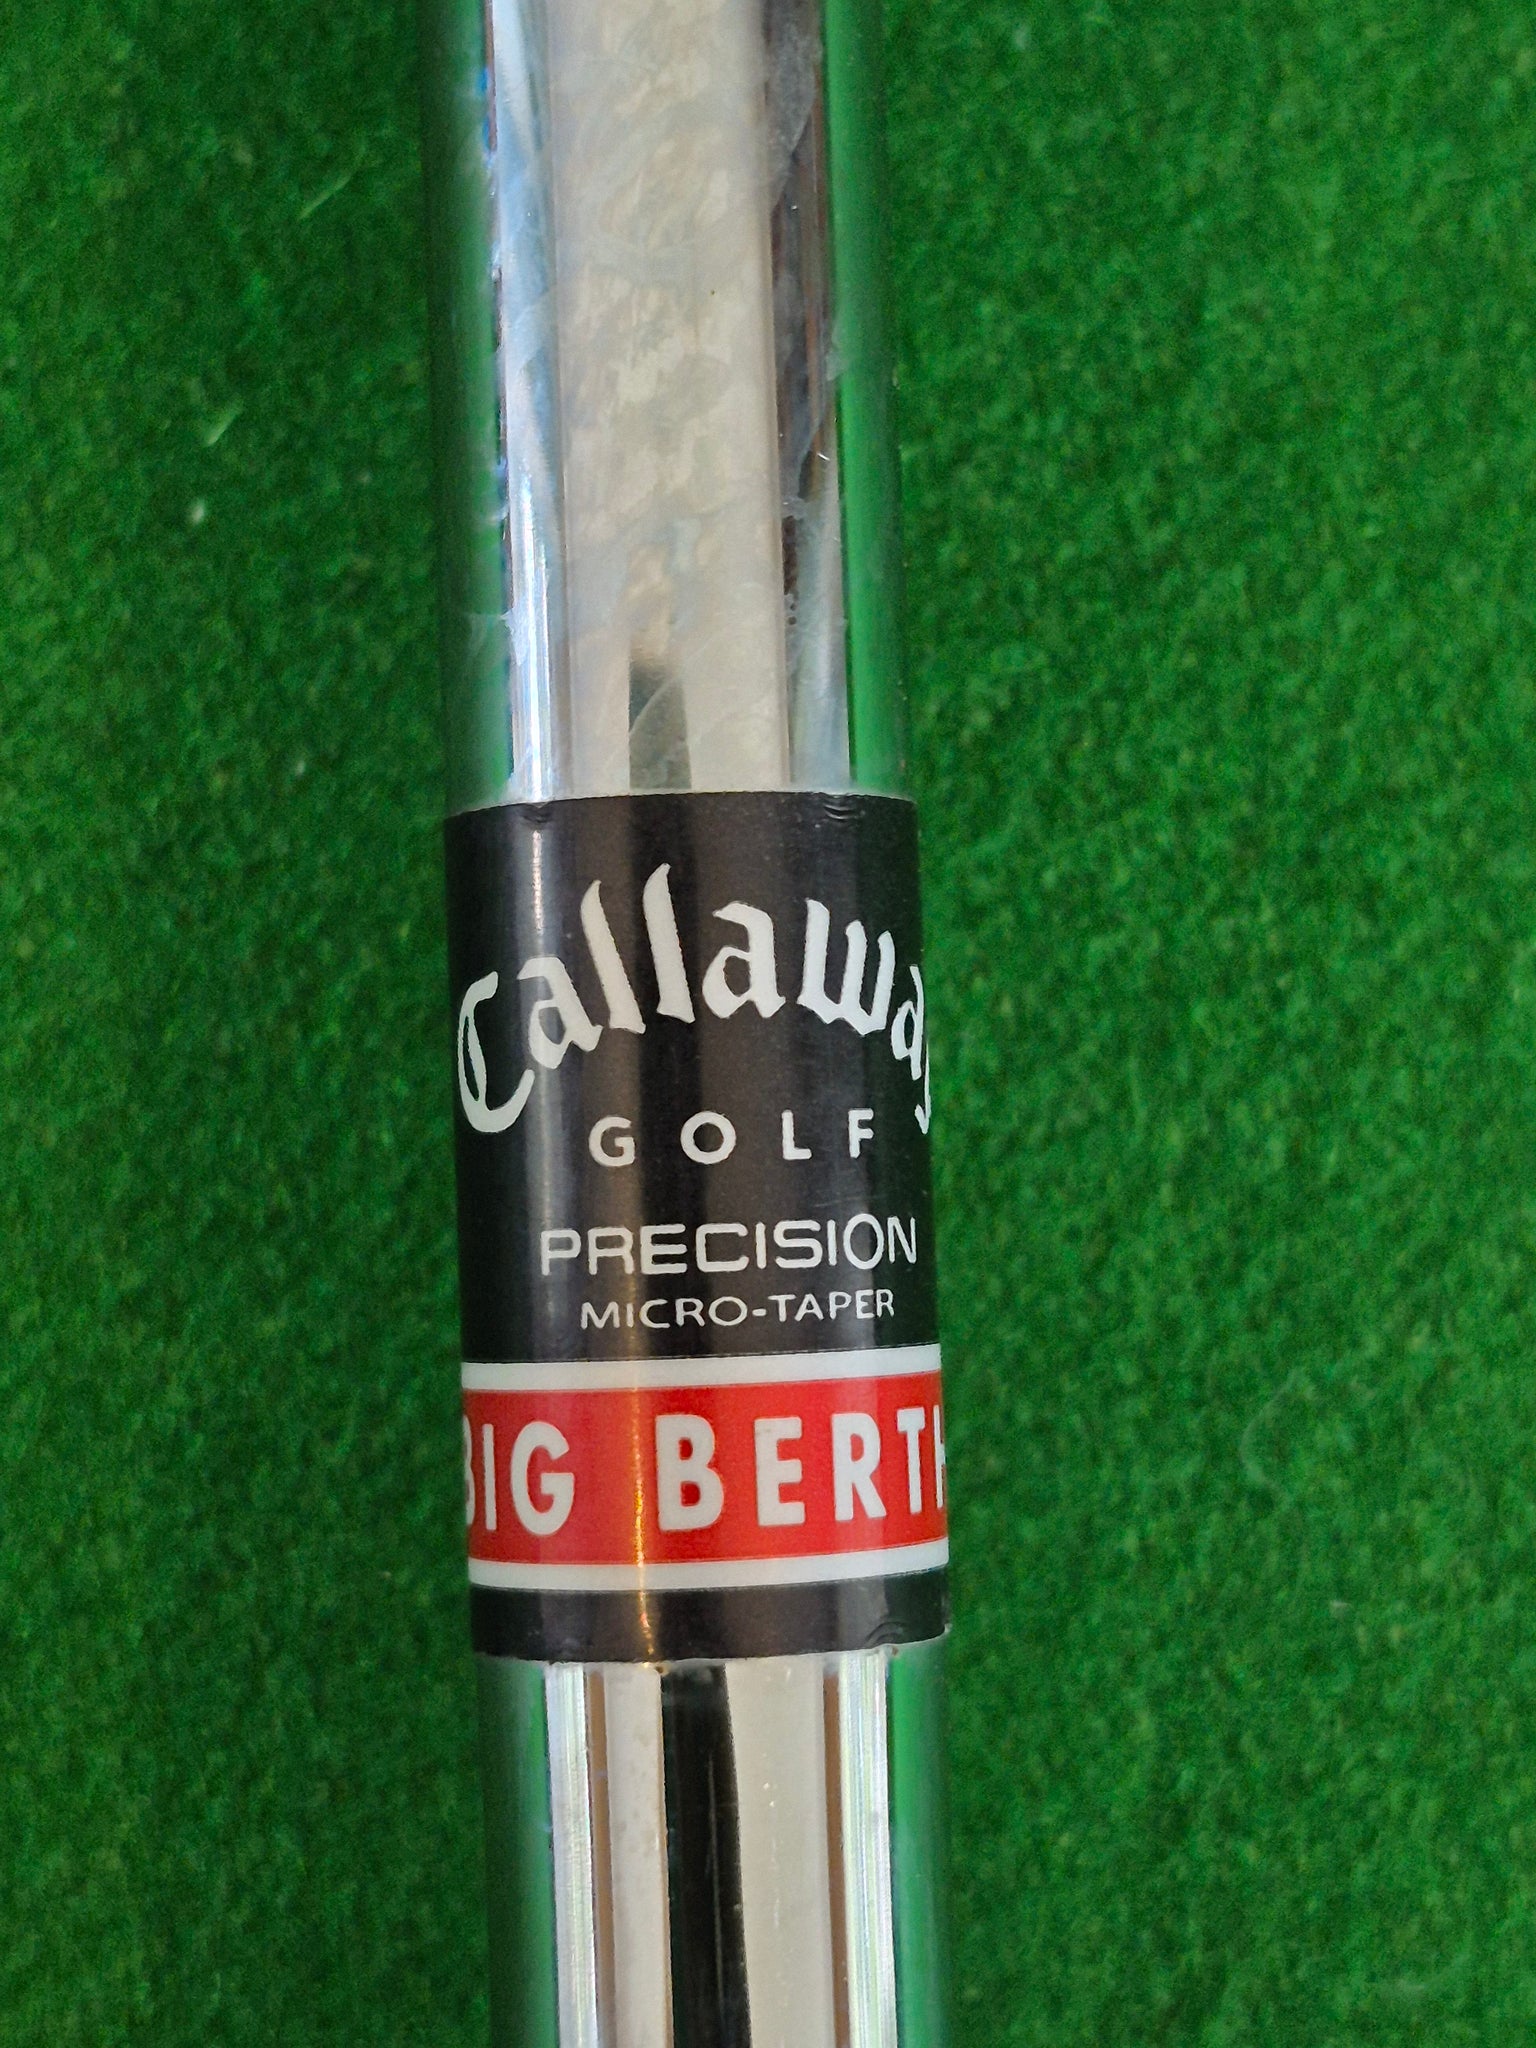 Callaway
GOLF
PRECISION
MICRO-TAPER
BIG BERTH